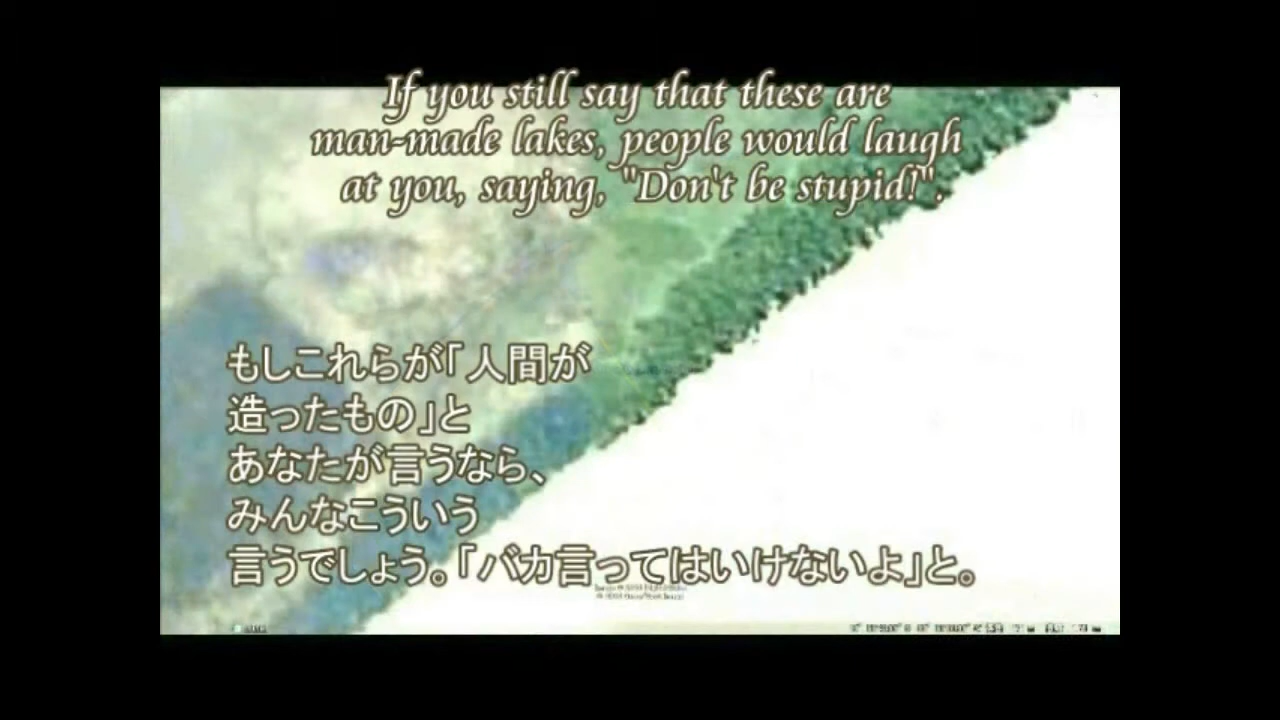 If you still say that these are
man-made lakes, people would laugh
at you, saying, "Don't be stupid!".
もしこれらが「人間が
造ったもの」と
あなたが言うなら、
みんなこういう
言うでしょう。「バカ言ってはいけないよ」と。